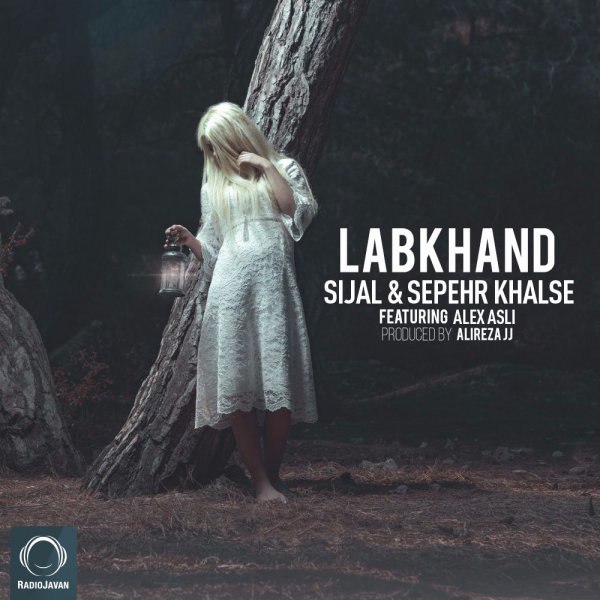 LABKHAND
SIJAL & SEPEHR KHALSE
FEATURING ALEX ASLI
PRODUCED BY ALIREZA JJ
RADIOJAVAN